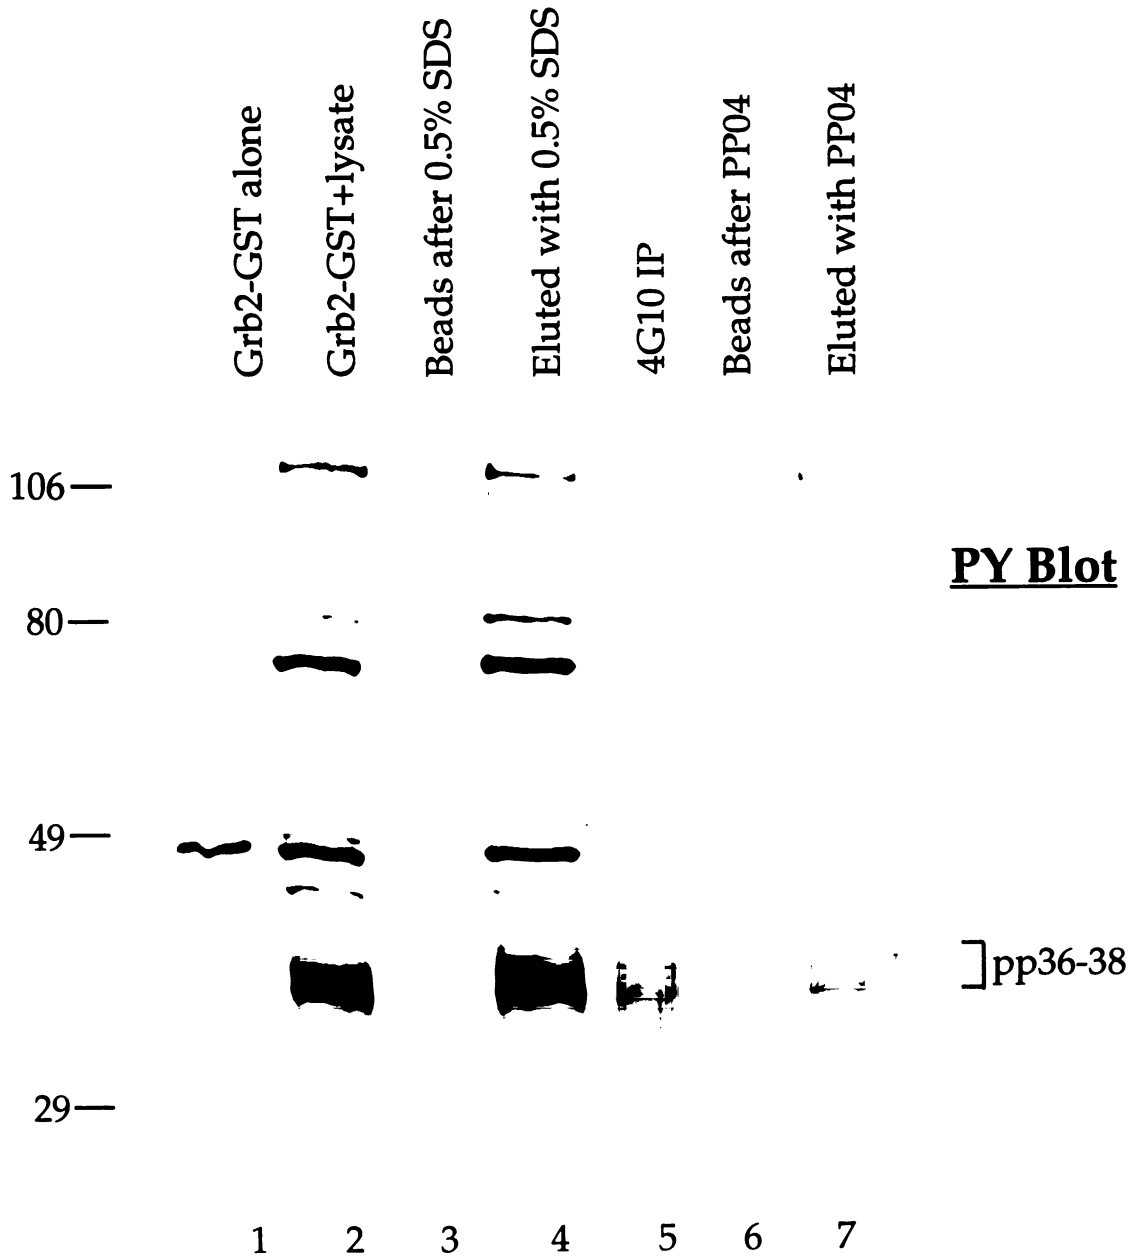 Grb2-GST alone
Grb2-GST+lysate
Beads after 0.5% SDS
Eluted with 0.5% SDS
4G10 IP
Beads after PP04
Eluted with PP04
106
80
49
29
PY Blot
pp36-38
1 2 3 4 5 6 7